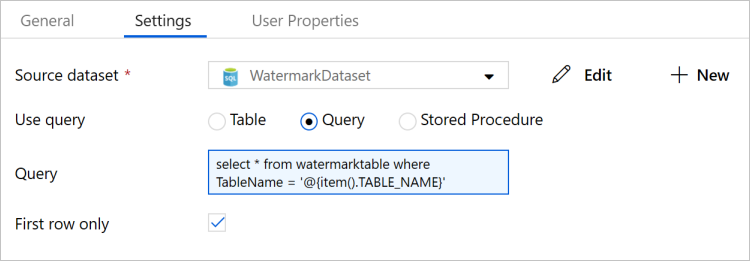 General Settings User Properties
Source dataset * SQL WatermarkDataset Edit New
Use query Table Query Stored Procedure
Query
select * from watermarktable where
TableName = '@{item().TABLE_NAME}'
First row only